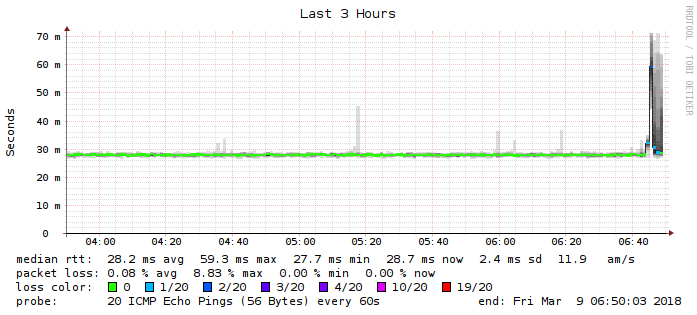 Last 3 Hours
RRDTOOL / TOBI OETIKER
Seconds
70 m
60 m
50 m
40 m
30 m
20 m
10 m
0
04:00 04:20 04:40 05:00 05:20 05:40 06:00 06:20 06:40
median rtt: 28.2 ms avg 59.3 ms max 27.7 ms min 28.7 ms now 2.4 ms sd 11.9 am/s
packet loss: 0.08 % avg 8.83 % max 0.00 % min 0.00 % now
loss color: 0 1/20 2/20 3/20 4/20 10/20 19/20
probe: 20 ICMP Echo Pings (56 Bytes) every 60s end: Fri Mar 9 06:50:03 2018